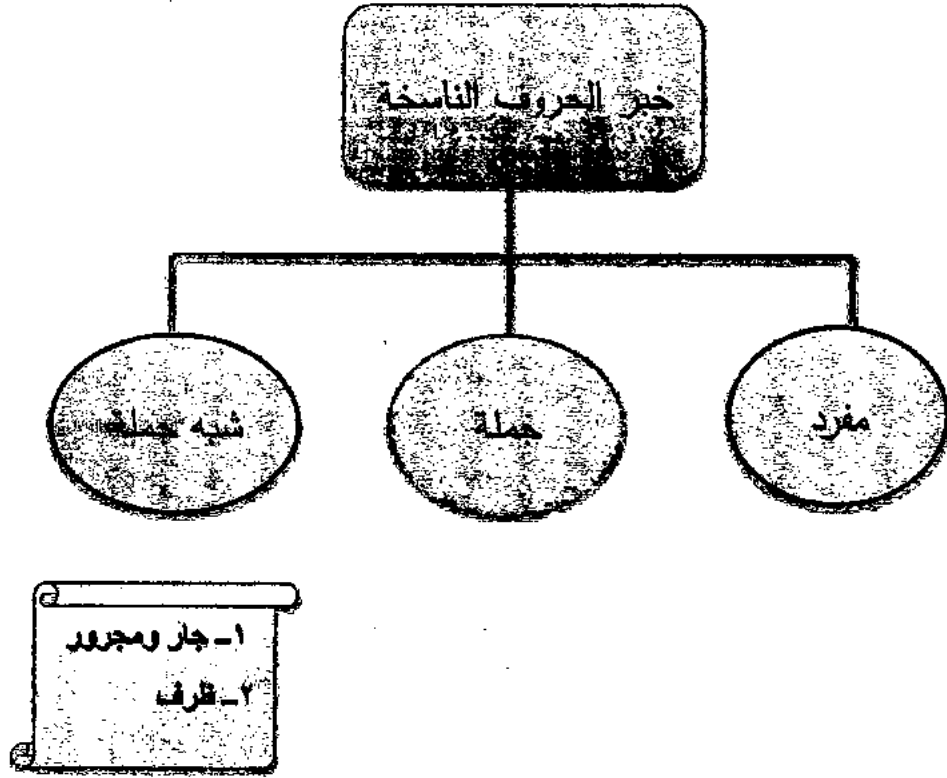 خبر الحروف الناسخة
مفرد
جملة
شبه جملة
١ـ جار ومجرور
٢ـ ظرف